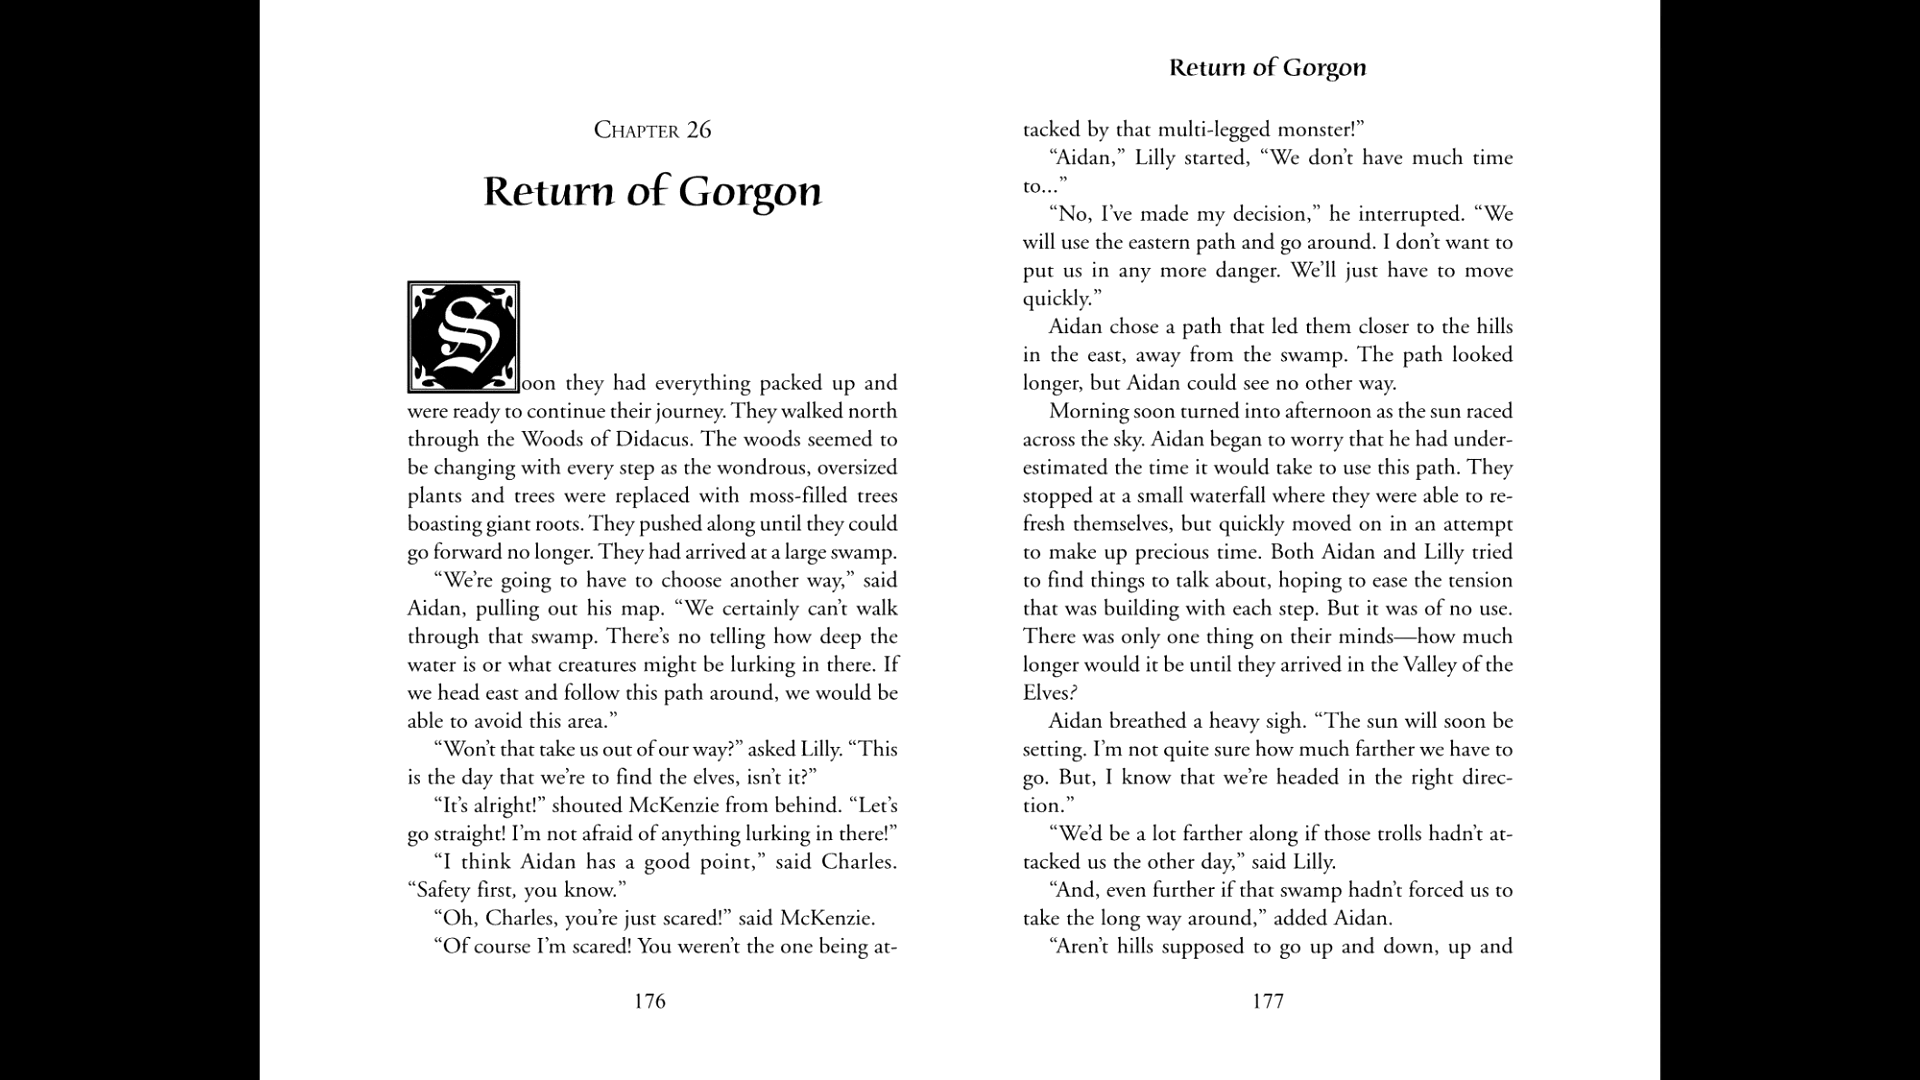 CHAPTER 26
Return of Gorgon
Soon they had everything packed up and
were ready to continue their journey. They walked north
through the Woods of Didacus. The woods seemed to
be changing with every step as the wondrous, oversized
plants and trees were replaced with moss-filled trees
boasting giant roots. They pushed along until they could
go forward no longer. They had arrived at a large swamp.
“We’re going to have to choose another way,” said
Aidan, pulling out his map. “We certainly can’t walk
through that swamp. There’s no telling how deep the
water is or what creatures might be lurking in there. If
we head east and follow this path around, we would be
able to avoid this area.”
“Won’t that take us out of our way?” asked Lilly. “This
is the day that we’re to find the elves, isn’t it?”
“It’s alright!” shouted McKenzie from behind. “Let’s
go straight! I’m not afraid of anything lurking in there!”
“I think Aidan has a good point,” said Charles.
“Safety first, you know.”
“Oh, Charles, you’re just scared!” said McKenzie.
“Of course I’m scared! You weren’t the one being at-
176
Return of Gorgon
tacked by that multi-legged monster!”
“Aidan,” Lilly started, “We don’t have much time
to...”
“No, I’ve made my decision,” he interrupted. “We
will use the eastern path and go around. I don’t want to
put us in any more danger. We’ll just have to move
quickly.”
Aidan chose a path that led them closer to the hills
in the east, away from the swamp. The path looked
longer, but Aidan could see no other way.
Morning soon turned into afternoon as the sun raced
across the sky. Aidan began to worry that he had under-
estimated the time it would take to use this path. They
stopped at a small waterfall where they were able to re-
fresh themselves, but quickly moved on in an attempt
to make up precious time. Both Aidan and Lilly tried
to find things to talk about, hoping to ease the tension
that was building with each step. But it was of no use.
There was only one thing on their minds—how much
longer would it be until they arrived in the Valley of the
Elves?
Aidan breathed a heavy sigh. “The sun will soon be
setting. I’m not quite sure how much farther we have to
go. But, I know that we’re headed in the right direc-
tion.”
“We’d be a lot farther along if those trolls hadn’t at-
tacked us the other day,” said Lilly.
“And, even further if that swamp hadn’t forced us to
take the long way around,” added Aidan.
“Aren’t hills supposed to go up and down, up and
177